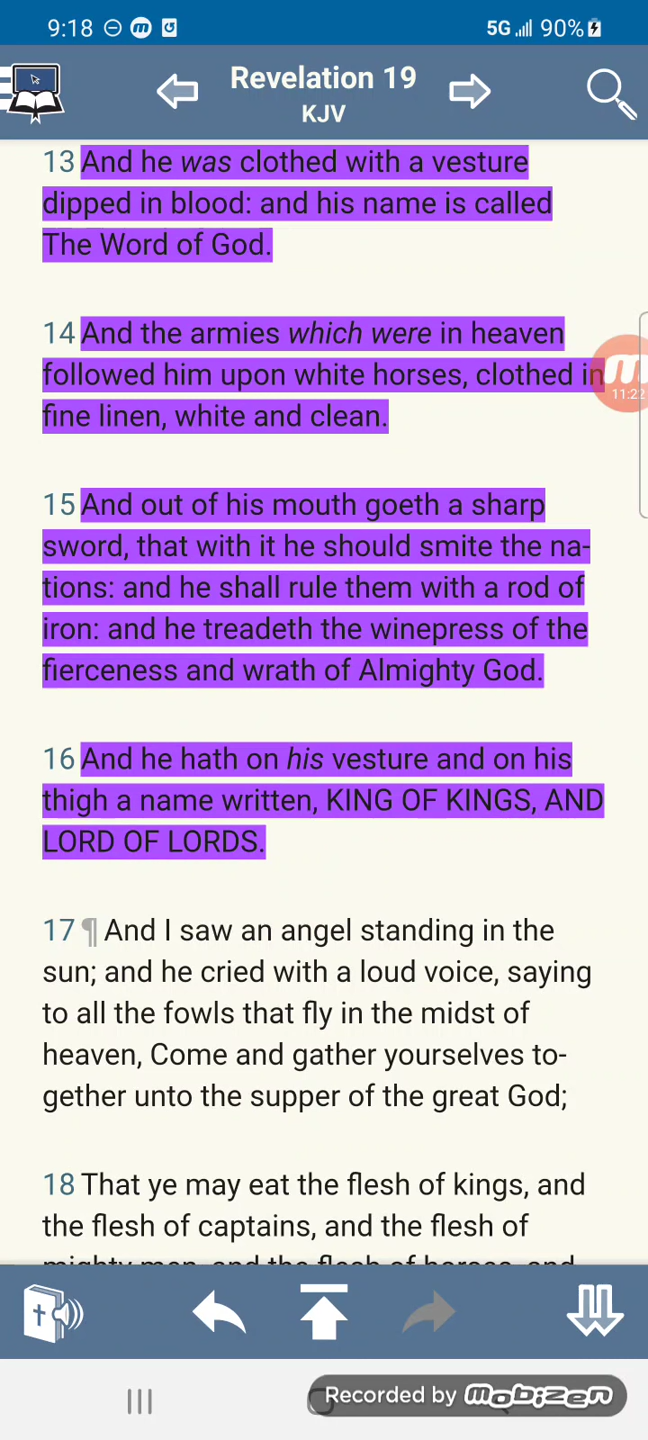 9:18
5G 90%
Revelation 19
KJV
13 And he was clothed with a vesture
dipped in blood: and his name is called
The Word of God.
14 And the armies which were in heaven
followed him upon white horses, clothed in
fine linen, white and clean.
11:22
15 And out of his mouth goeth a sharp
sword, that with it he should smite the na-
tions: and he shall rule them with a rod of
iron: and he treadeth the winepress of the
fierceness and wrath of Almighty God.
16 And he hath on his vesture and on his
thigh a name written, KING OF KINGS, AND
LORD OF LORDS.
17 ¶ And I saw an angel standing in the
sun; and he cried with a loud voice, saying
to all the fowls that fly in the midst of
heaven, Come and gather yourselves to-
gether unto the supper of the great God;
18 That ye may eat the flesh of kings, and
the flesh of captains, and the flesh of
mighty men, and the flesh of horses, and
Recorded by mobizen